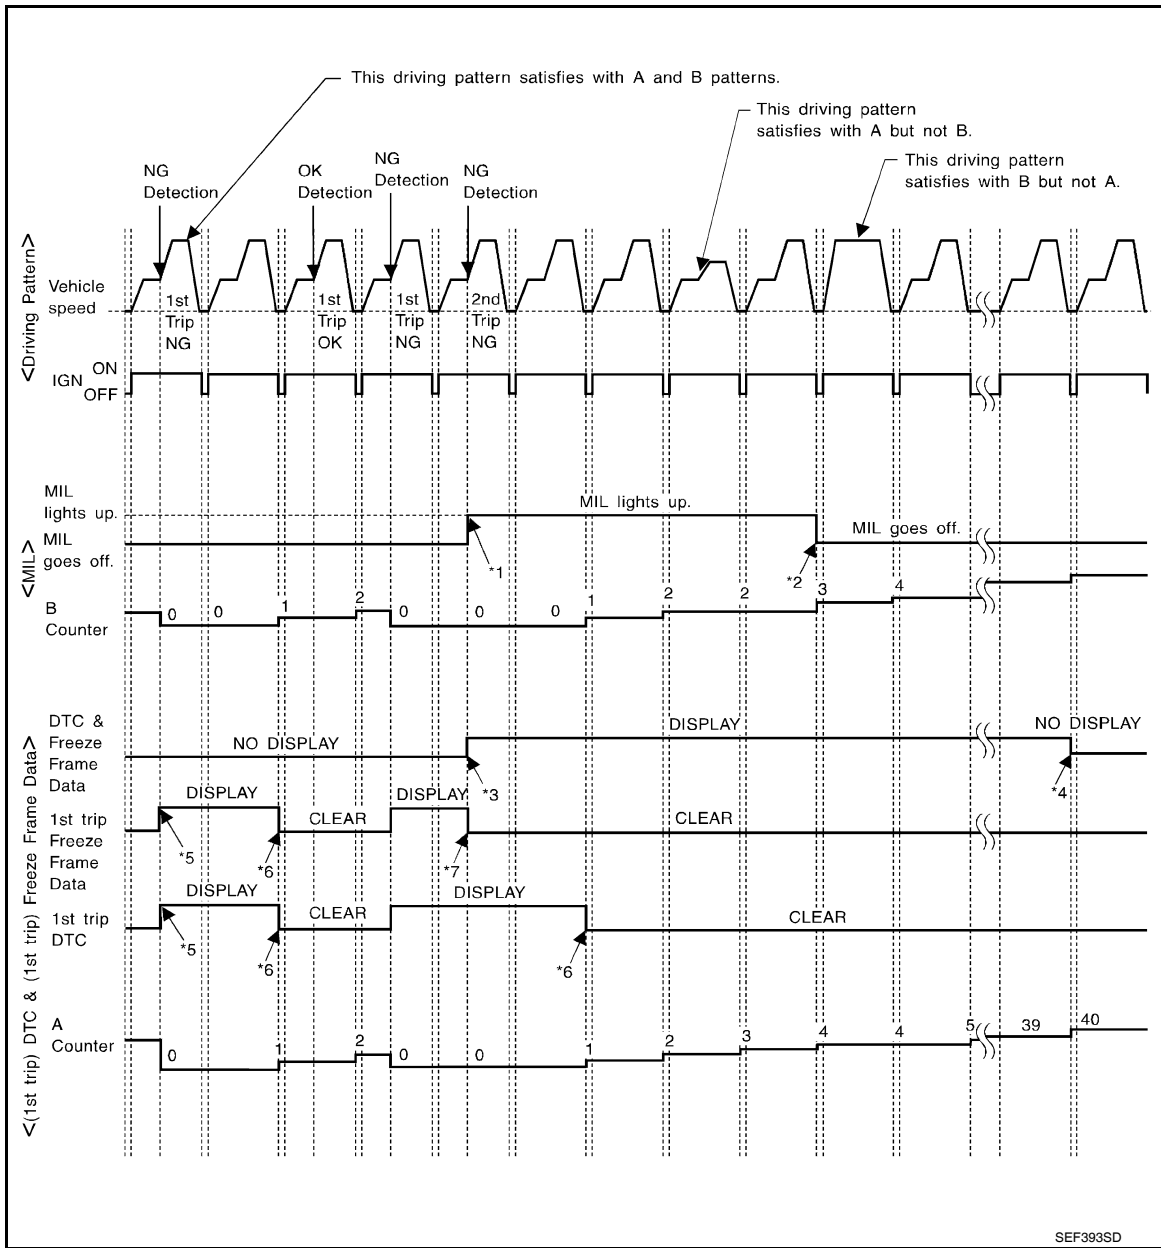 This driving pattern satisfies with A and B patterns.
This driving pattern
satisfies with A but not B.
This driving pattern
satisfies with B but not A.
NG
Detection
OK
Detection
NG
Detection
NG
Detection
<Driving Pattern>
Vehicle
speed
1st
Trip
NG
1st
Trip
OK
1st
Trip
NG
2nd
Trip
NG
IGN
ON
OFF
<MIL>
MIL
lights up.
MIL
goes off.
MIL lights up.
MIL goes off.
*1
*2
B
Counter
0 0 1 2 0 0 0 1 2 2 3 4
<(1st trip) DTC & (1st trip) Freeze Frame Data>
DTC &
Freeze
Frame
Data
NO DISPLAY
DISPLAY
NO DISPLAY
*3
*4
1st trip
Freeze
Frame
Data
DISPLAY
CLEAR
DISPLAY
CLEAR
*5
*6
*7
1st trip
DTC
DISPLAY
CLEAR
DISPLAY
CLEAR
*5
*6
*6
A
Counter
0 1 2 0 0 1 2 3 4 4 5 39 40
SEF393SD